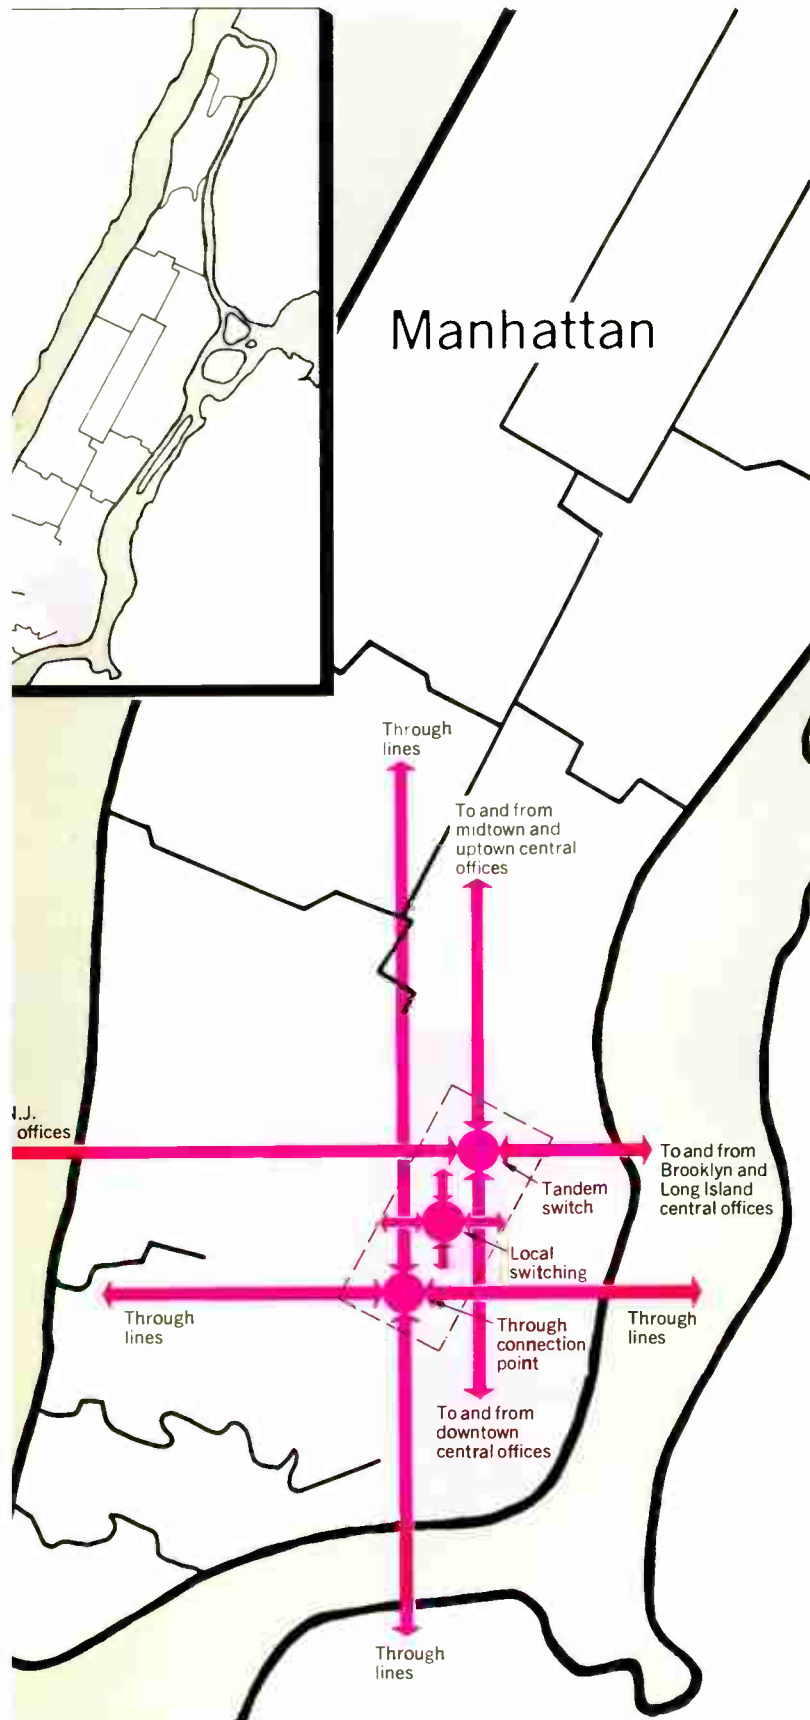 Manhattan
Through
lines
To and from
midtown and
uptown central
offices
N.J.
offices
To and from
Brooklyn and
Long Island
central offices
Tandem
switch
Local
switching
Through
lines
Through
connection
point
Through
lines
To and from
downtown
central offices
Through
lines